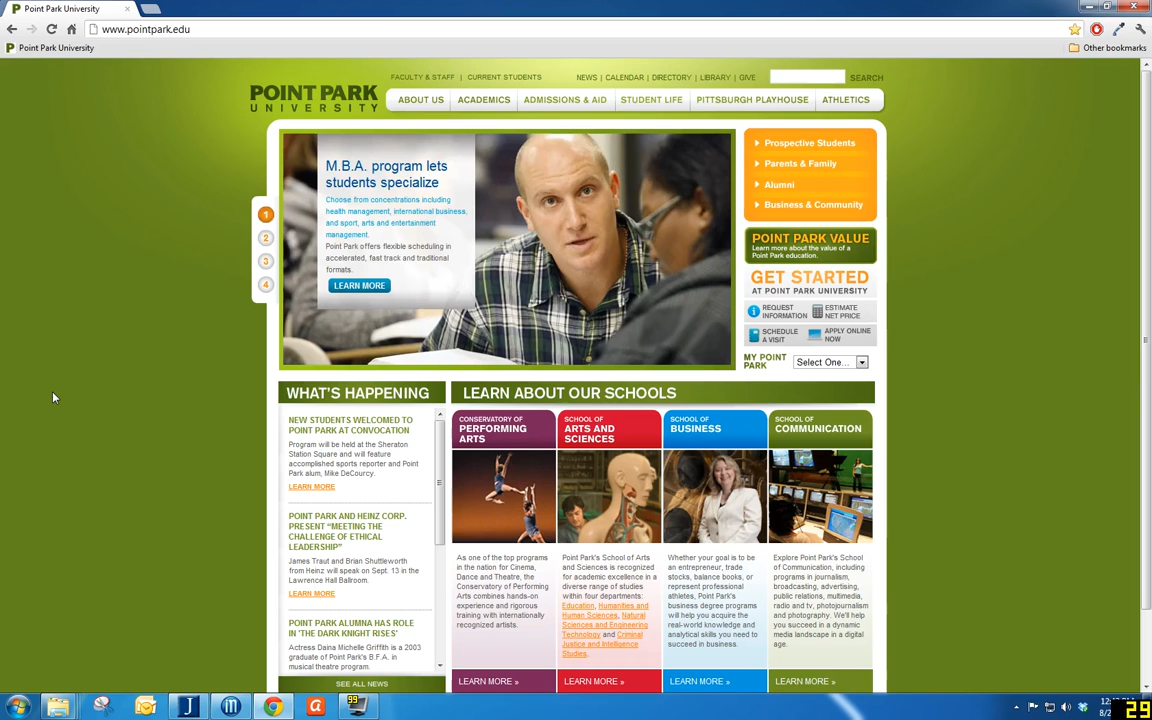 Point Park University
www.pointpark.edu
Point Park University
Other bookmarks
FACULTY & STAFF | CURRENT STUDENTS
NEWS | CALENDAR | DIRECTORY | LIBRARY | GIVE
SEARCH
POINT PARK
UNIVERSITY
ABOUT US
ACADEMICS
ADMISSIONS & AID
STUDENT LIFE
PITTSBURGH PLAYHOUSE
ATHLETICS
M.B.A. program lets
students specialize
Choose from concentrations including
health management, international business,
and sport, arts and entertainment
management.
Point Park offers flexible scheduling in
accelerated, fast track and traditional
formats.
LEARN MORE
1
2
3
4
Prospective Students
Parents & Family
Alumni
Business & Community
POINT PARK VALUE
Learn more about the value of a
Point Park education.
GET STARTED
AT POINT PARK UNIVERSITY
REQUEST
INFORMATION
ESTIMATE
NET PRICE
SCHEDULE
A VISIT
APPLY ONLINE
NOW
MY POINT
PARK
Select One...
WHAT'S HAPPENING
NEW STUDENTS WELCOMED TO
POINT PARK AT CONVOCATION
Program will be held at the Sheraton
Station Square and will feature
accomplished sports reporter and Point
Park alum, Mike DeCourcy.
LEARN MORE
POINT PARK AND HEINZ CORP.
PRESENT “MEETING THE
CHALLENGE OF ETHICAL
LEADERSHIP”
James Traut and Brian Shuttleworth
from Heinz will speak on Sept. 13 in the
Lawrence Hall Ballroom.
LEARN MORE
POINT PARK ALUMNA HAS ROLE
IN 'THE DARK KNIGHT RISES'
Actress Daina Michelle Griffith is a 2003
graduate of Point Park's B.F.A. in
musical theatre program.
SEE ALL NEWS
LEARN ABOUT OUR SCHOOLS
CONSERVATORY OF
PERFORMING
ARTS
As one of the top programs
in the nation for Cinema,
Dance and Theatre, the
Conservatory of Performing
Arts combines hands-on
experience and rigorous
training with internationally
recognized artists.
LEARN MORE »
SCHOOL OF
ARTS AND
SCIENCES
Point Park's School of Arts
and Sciences is recognized
for academic excellence in a
diverse range of studies
within four departments:
Education, Humanities and
Human Sciences, Natural
Sciences and Engineering
Technology and Criminal
Justice and Intelligence
Studies.
LEARN MORE »
SCHOOL OF
BUSINESS
Whether your goal is to be
an entrepreneur, trade
stocks, balance books, or
represent professional
athletes, Point Park's
business degree programs
will help you acquire the
real-world knowledge and
analytical skills you need to
succeed in business.
LEARN MORE »
SCHOOL OF
COMMUNICATION
Explore Point Park's School
of Communication, including
programs in journalism,
broadcasting, advertising,
public relations, multimedia,
radio and tv, photojournalism
and photography. We'll help
you succeed in a dynamic
media landscape in a digital
age.
LEARN MORE »
99
29